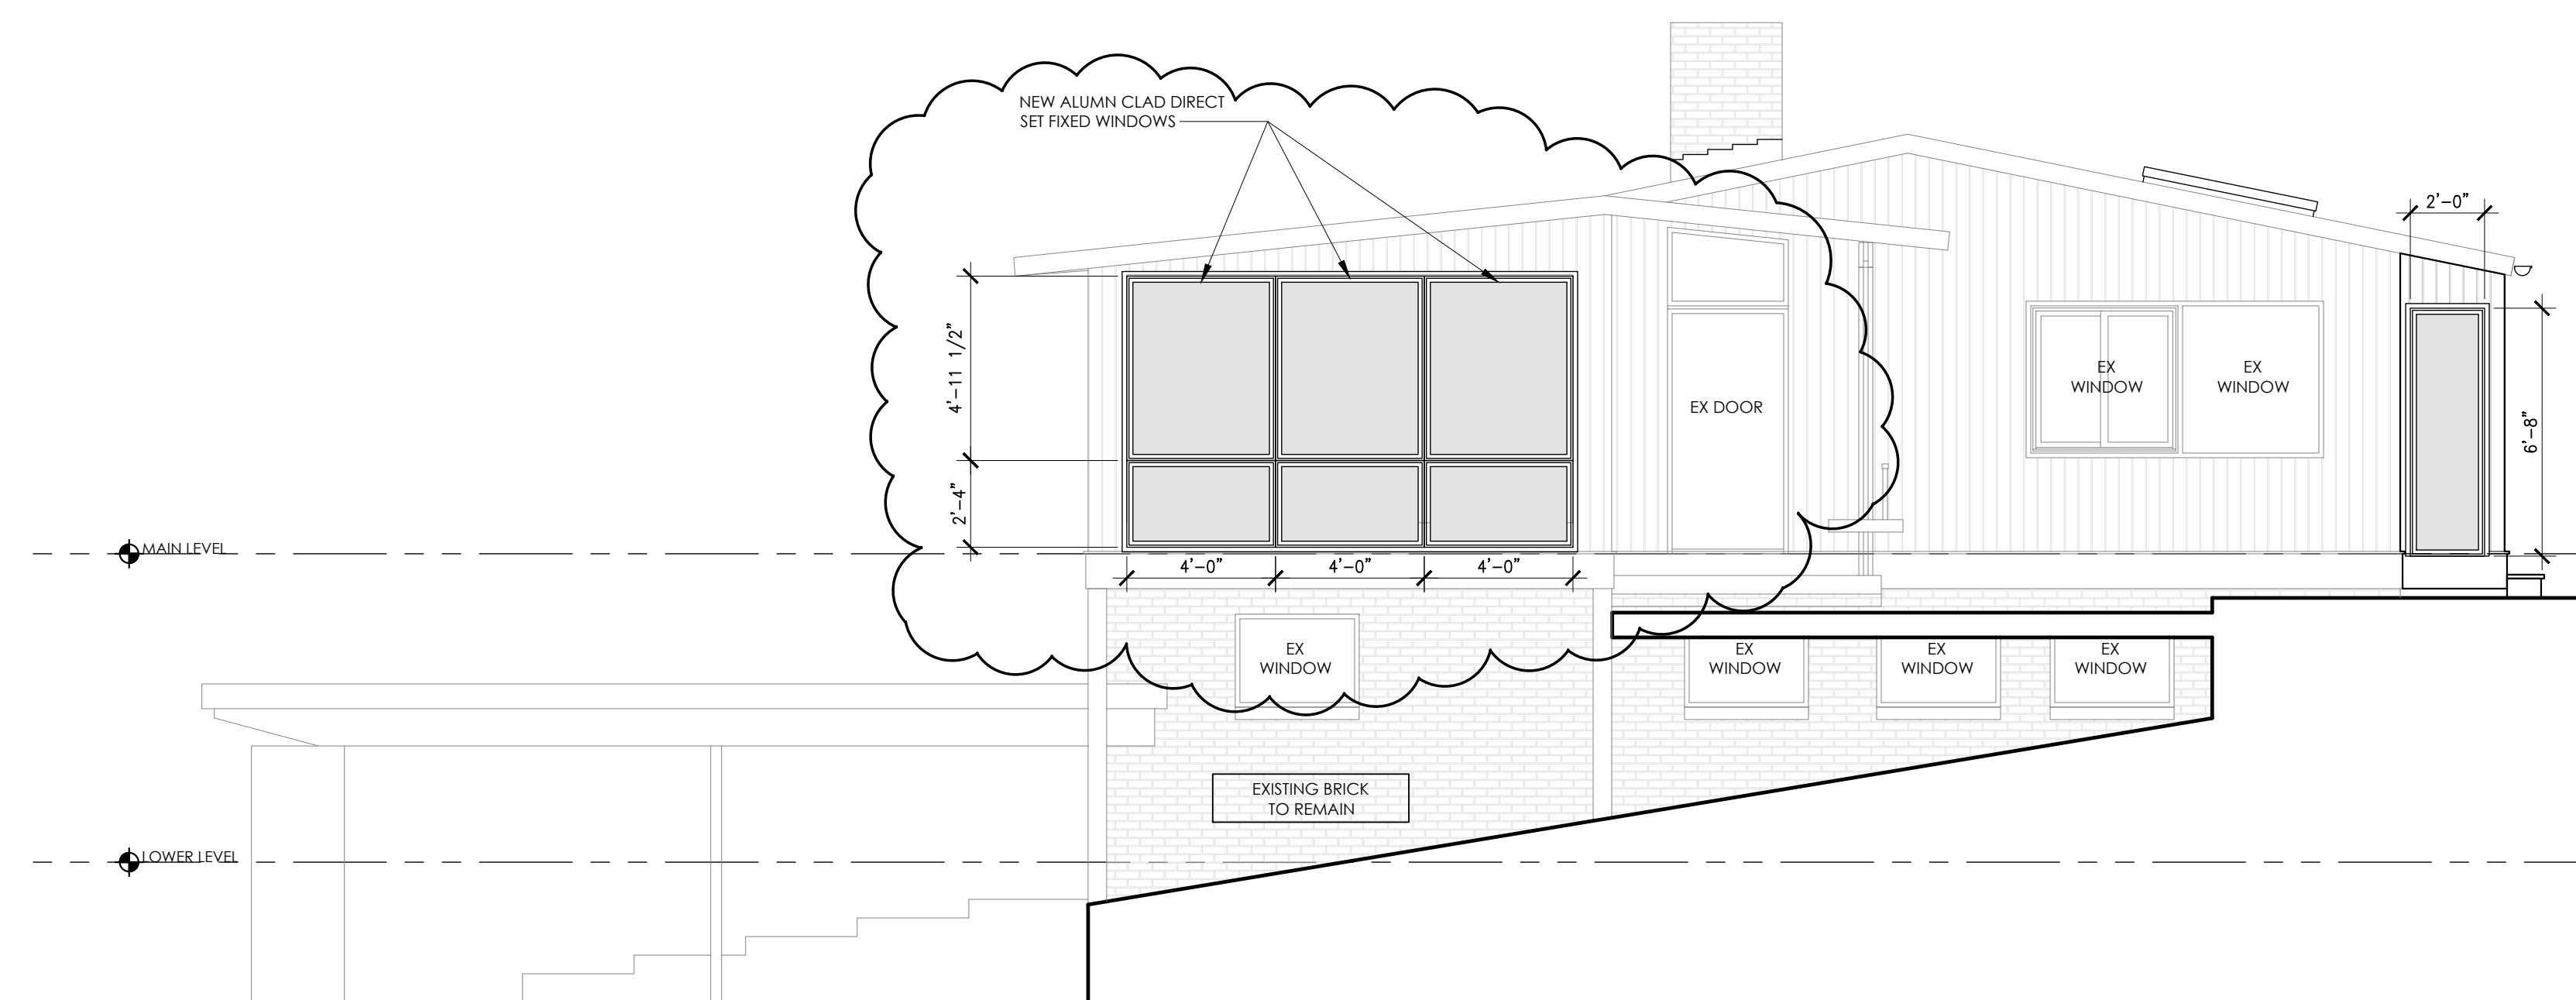 NEW ALUMN CLAD DIRECT
SET FIXED WINDOWS
2'-0"
4'-11 1/2"
2'-4"
6'-8"
EX
WINDOW
EX
WINDOW
EX DOOR
MAIN LEVEL
4'-0"
4'-0"
4'-0"
EX
WINDOW
EX
WINDOW
EX
WINDOW
EX
WINDOW
EXISTING BRICK
TO REMAIN
LOWER LEVEL